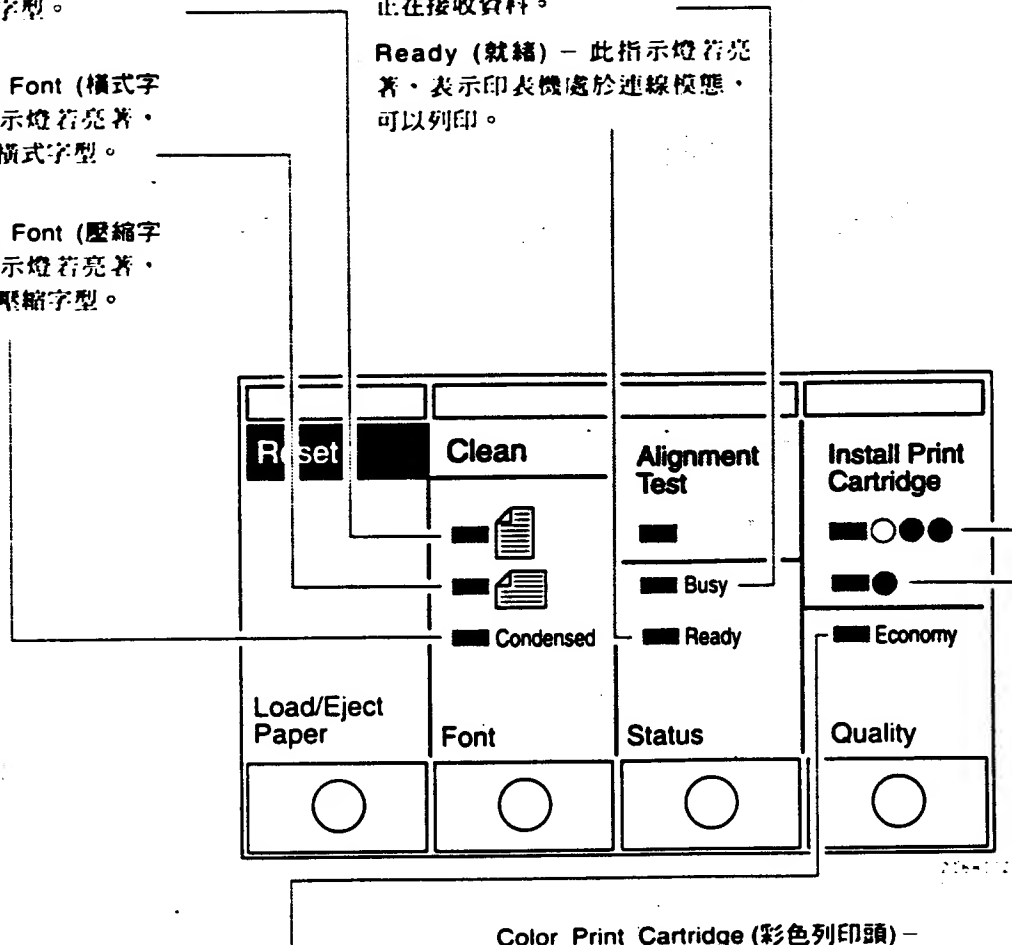 字型。
Font (橫式字
示燈若亮著,
橫式字型。
Font (壓縮字
示燈若亮著,
壓縮字型。
正在接收資料。
Ready (就緒) – 此指示燈若亮
著,表示印表機處於連線模態,
可以列印。
Reset
Clean
Alignment
Test
Install Print
Cartridge
Busy
Condensed
Ready
Economy
Load/Eject
Paper
Font
Status
Quality
Color Print Cartridge (彩色列印頭) –